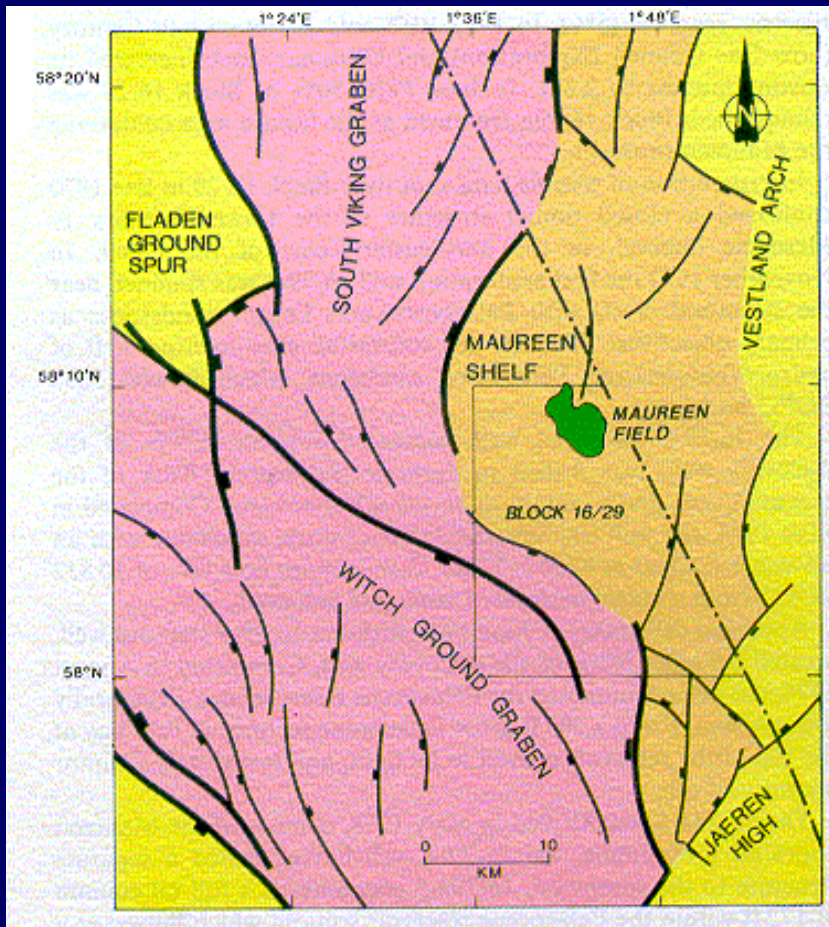 1°24'E
1°36'E
1°48'E
58°20'N
N
SOUTH VIKING GRABEN
VESTLAND ARCH
FLADEN
GROUND
SPUR
MAUREEN
SHELF
58°10'N
MAUREEN
FIELD
BLOCK 16/29
WITCH GROUND GRABEN
58°N
JAEREN
HIGH
0 10
KM